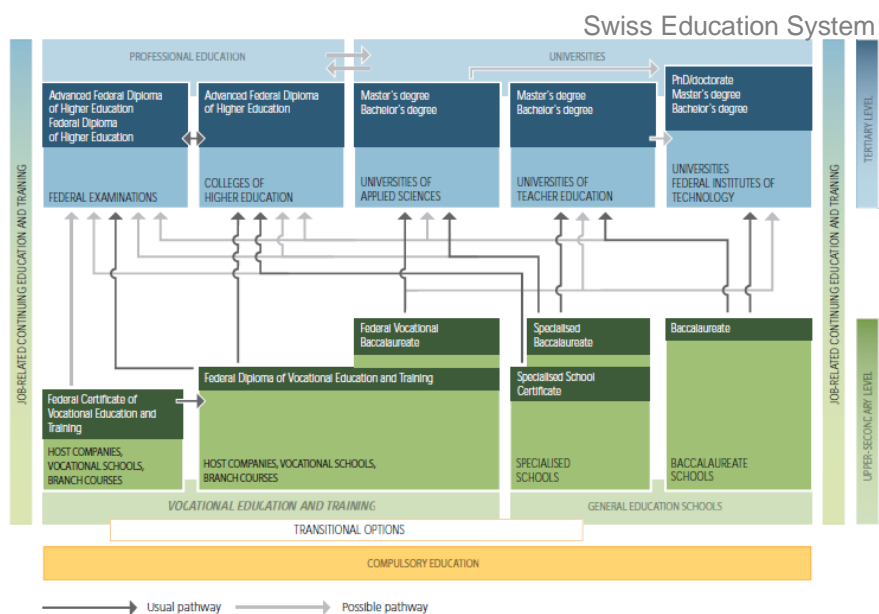 Swiss Education System
PROFESSIONAL EDUCATION
UNIVERSITIES
Advanced Federal Diploma
of Higher Education
Federal Diploma
of Higher Education
FEDERAL EXAMINATIONS
Advanced Federal Diploma
of Higher Education
COLLEGES OF
HIGHER EDUCATION
Master's degree
Bachelor's degree
UNIVERSITIES OF
APPLIED SCIENCES
Master's degree
Bachelor's degree
UNIVERSITIES OF
TEACHER EDUCATION
PhD/doctorate
Master's degree
Bachelor's degree
UNIVERSITIES
FEDERAL INSTITUTES OF
TECHNOLOGY
JOB-RELATED CONTINUING EDUCATION AND TRAINING
JOB-RELATED CONTINUING EDUCATION AND TRAINING
TERTIARY LEVEL
UPPER-SECONDARY LEVEL
Federal Vocational
Baccalaureate
Specialised
Baccalaureate
Baccalaureate
Federal Diploma of Vocational Education and Training
Specialised School
Certificate
Federal Certificate of
Vocational Education and
Training
HOST COMPANIES,
VOCATIONAL SCHOOLS,
BRANCH COURSES
HOST COMPANIES, VOCATIONAL SCHOOLS,
BRANCH COURSES
SPECIALISED
SCHOOLS
BACCALAUREATE
SCHOOLS
VOCATIONAL EDUCATION AND TRAINING
GENERAL EDUCATION SCHOOLS
TRANSITIONAL OPTIONS
COMPULSORY EDUCATION
Usual pathway
Possible pathway